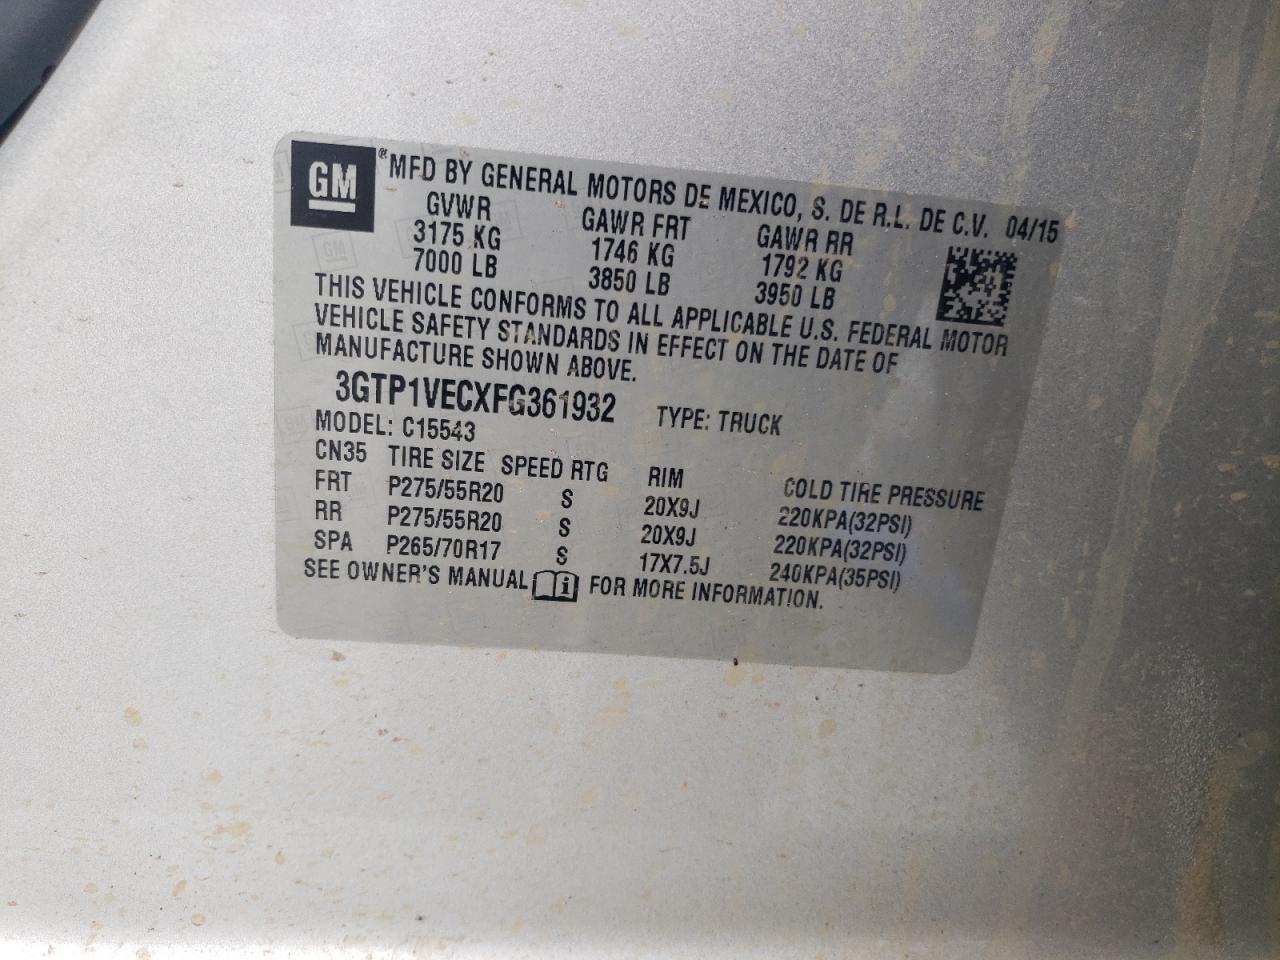 GM ® MFD BY GENERAL MOTORS DE MEXICO, S. DE R.L. DE C.V. 04/15
GVWR GAWR FRT GAWR RR
3175 KG 1746 KG 1792 KG
7000 LB 3850 LB 3950 LB
THIS VEHICLE CONFORMS TO ALL APPLICABLE U.S. FEDERAL MOTOR
VEHICLE SAFETY STANDARDS IN EFFECT ON THE DATE OF
MANUFACTURE SHOWN ABOVE.
3GTP1VECXFG361932 TYPE: TRUCK
MODEL: C15543
CN35 TIRE SIZE SPEED RTG RIM COLD TIRE PRESSURE
FRT P275/55R20 S 20X9J 220KPA(32PSI)
RR P275/55R20 S 20X9J 220KPA(32PSI)
SPA P265/70R17 S 17X7.5J 240KPA(35PSI)
SEE OWNER'S MANUAL i FOR MORE INFORMATION.